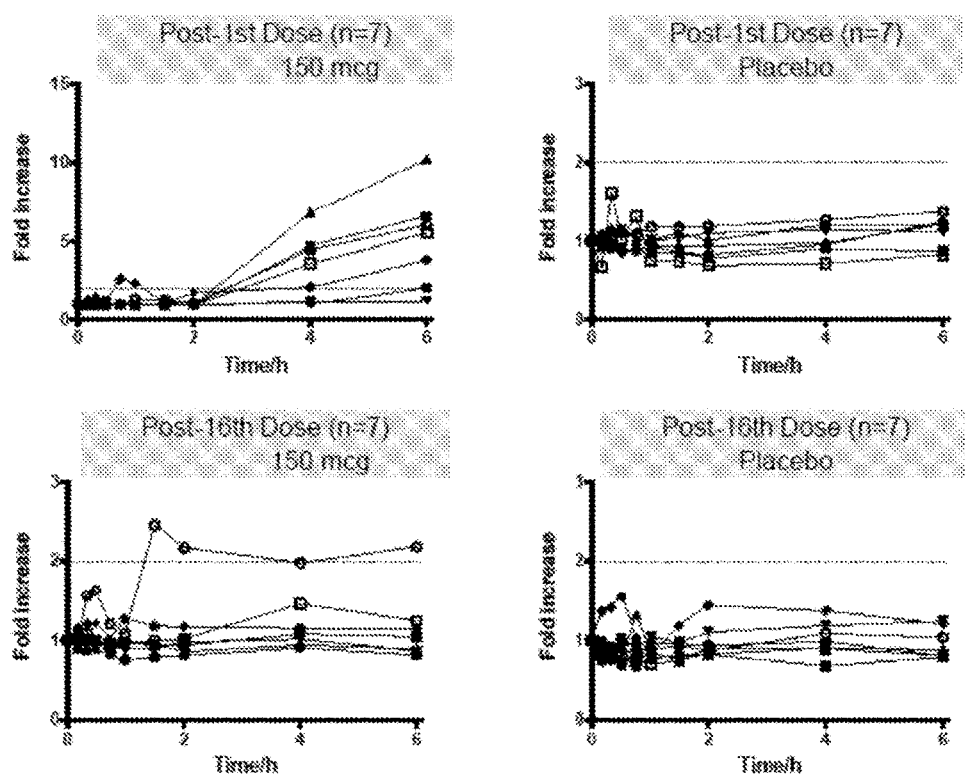 Post-1st Dose (n=7)
150 mcg
15
10
5
0
Fold increase
0
2
4
6
Time/h
Post-1st Dose (n=7)
Placebo
3
2
1
0
Fold increase
0
2
4
6
Time/h
Post-16th Dose (n=7)
150 mcg
3
2
1
0
Fold increase
0
2
4
6
Time/h
Post-16th Dose (n=7)
Placebo
3
2
1
0
Fold increase
0
2
4
6
Time/h